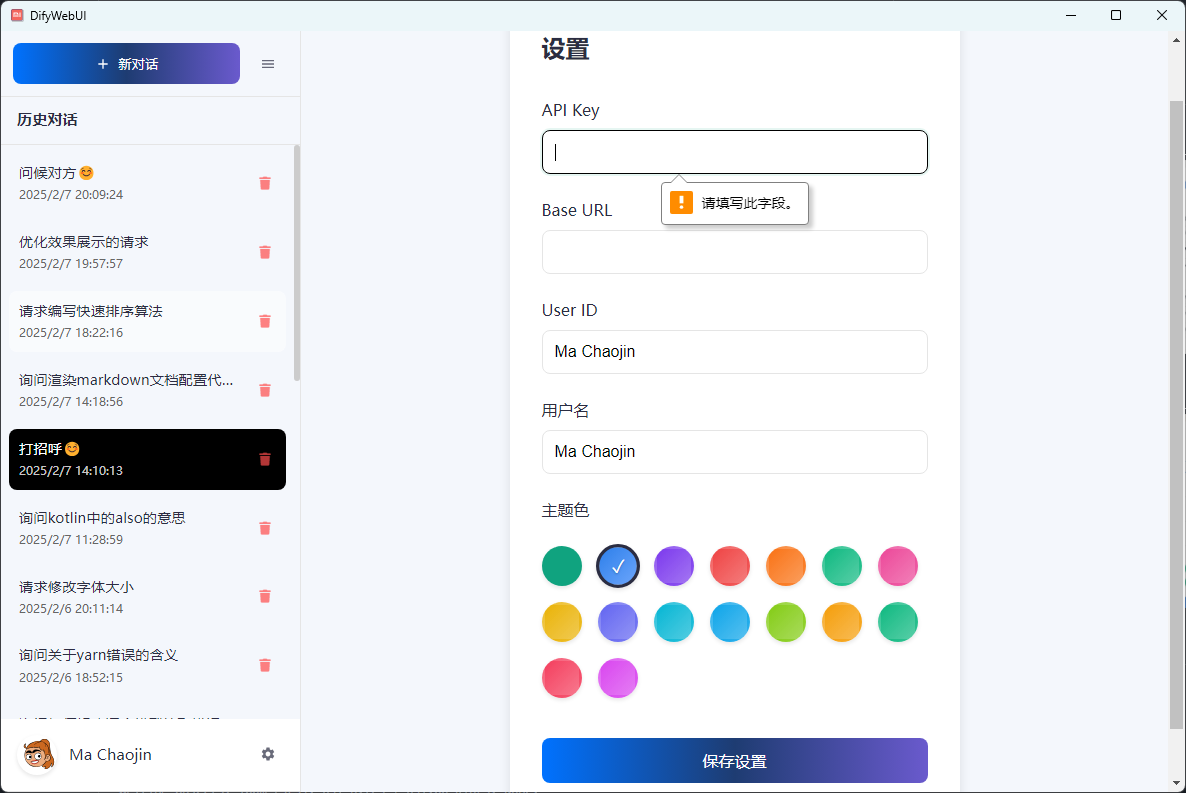 DifyWebUI
+ 新对话
历史对话
问候对方😊
2025/2/7 20:09:24
优化效果展示的请求
2025/2/7 19:57:57
请求编写快速排序算法
2025/2/7 18:22:16
询问渲染markdown文档配置代...
2025/2/7 14:18:56
打招呼😊
2025/2/7 14:10:13
询问kotlin中的also的意思
2025/2/7 11:28:59
请求修改字体大小
2025/2/6 20:11:14
询问关于yarn错误的含义
2025/2/6 18:52:15
Ma Chaojin
设置
API Key
请填写此字段。
Base URL
User ID
Ma Chaojin
用户名
Ma Chaojin
主题色
保存设置